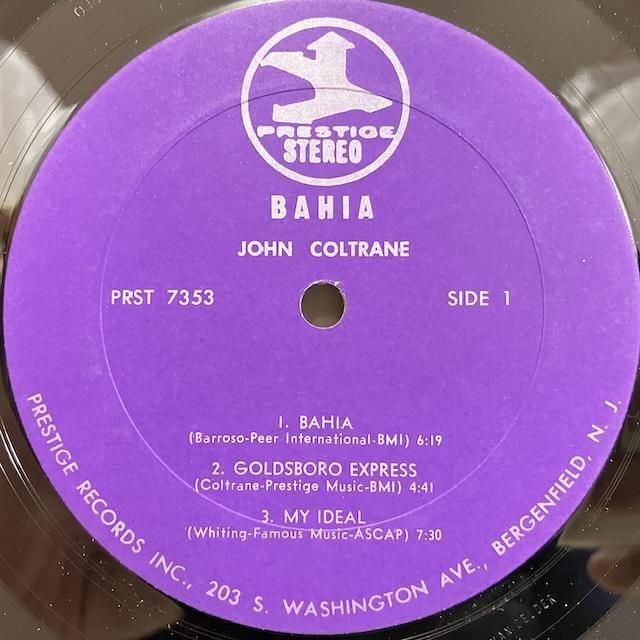 PRESTIGE
STEREO
BAHIA
JOHN COLTRANE
PRST 7353
SIDE 1
1. BAHIA
(Barroso-Peer International-BMI) 6:19
2. GOLDSBORO EXPRESS
(Coltrane-Prestige Music-BMI) 4:41
3. MY IDEAL
(Whiting-Famous Music-ASCAP) 7:30
PRESTIGE RECORDS INC., 203 S. WASHINGTON AVE., BERGENFIELD, N. J.